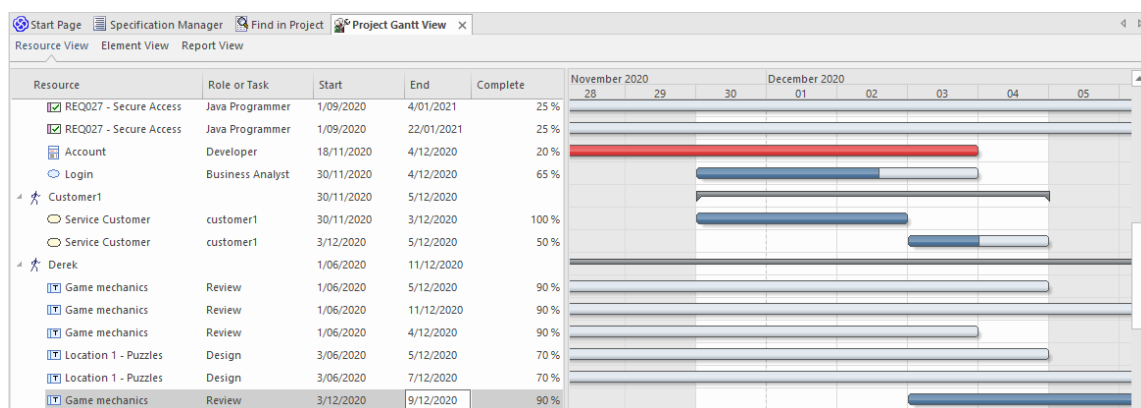 Start Page Specification Manager Find in Project Project Gantt View ×
Resource View Element View Report View
Resource Role or Task Start End Complete November 2020 December 2020
28 29 30 01 02 03 04 05
REQ027 - Secure Access Java Programmer 1/09/2020 4/01/2021 25 %
REQ027 - Secure Access Java Programmer 1/09/2020 22/01/2021 25 %
Account Developer 18/11/2020 4/12/2020 20 %
Login Business Analyst 30/11/2020 4/12/2020 65 %
Customer1 30/11/2020 5/12/2020
Service Customer customer1 30/11/2020 3/12/2020 100 %
Service Customer customer1 3/12/2020 5/12/2020 50 %
Derek 1/06/2020 11/12/2020
Game mechanics Review 1/06/2020 5/12/2020 90 %
Game mechanics Review 1/06/2020 11/12/2020 90 %
Game mechanics Review 1/06/2020 4/12/2020 90 %
Location 1 - Puzzles Design 3/06/2020 5/12/2020 70 %
Location 1 - Puzzles Design 3/06/2020 7/12/2020 70 %
Game mechanics Review 3/12/2020 9/12/2020 90 %